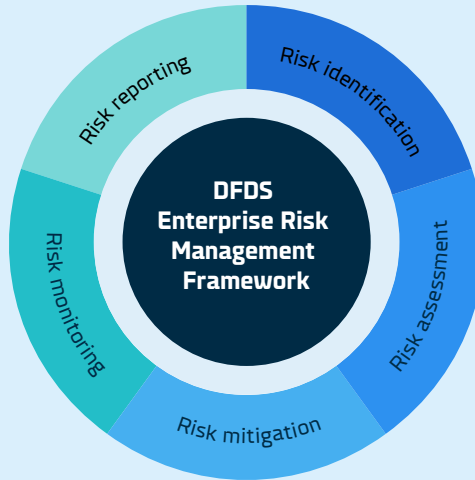 Risk identification
Risk assessment
Risk mitigation
Risk monitoring
Risk reporting
DFDS
Enterprise Risk
Management
Framework